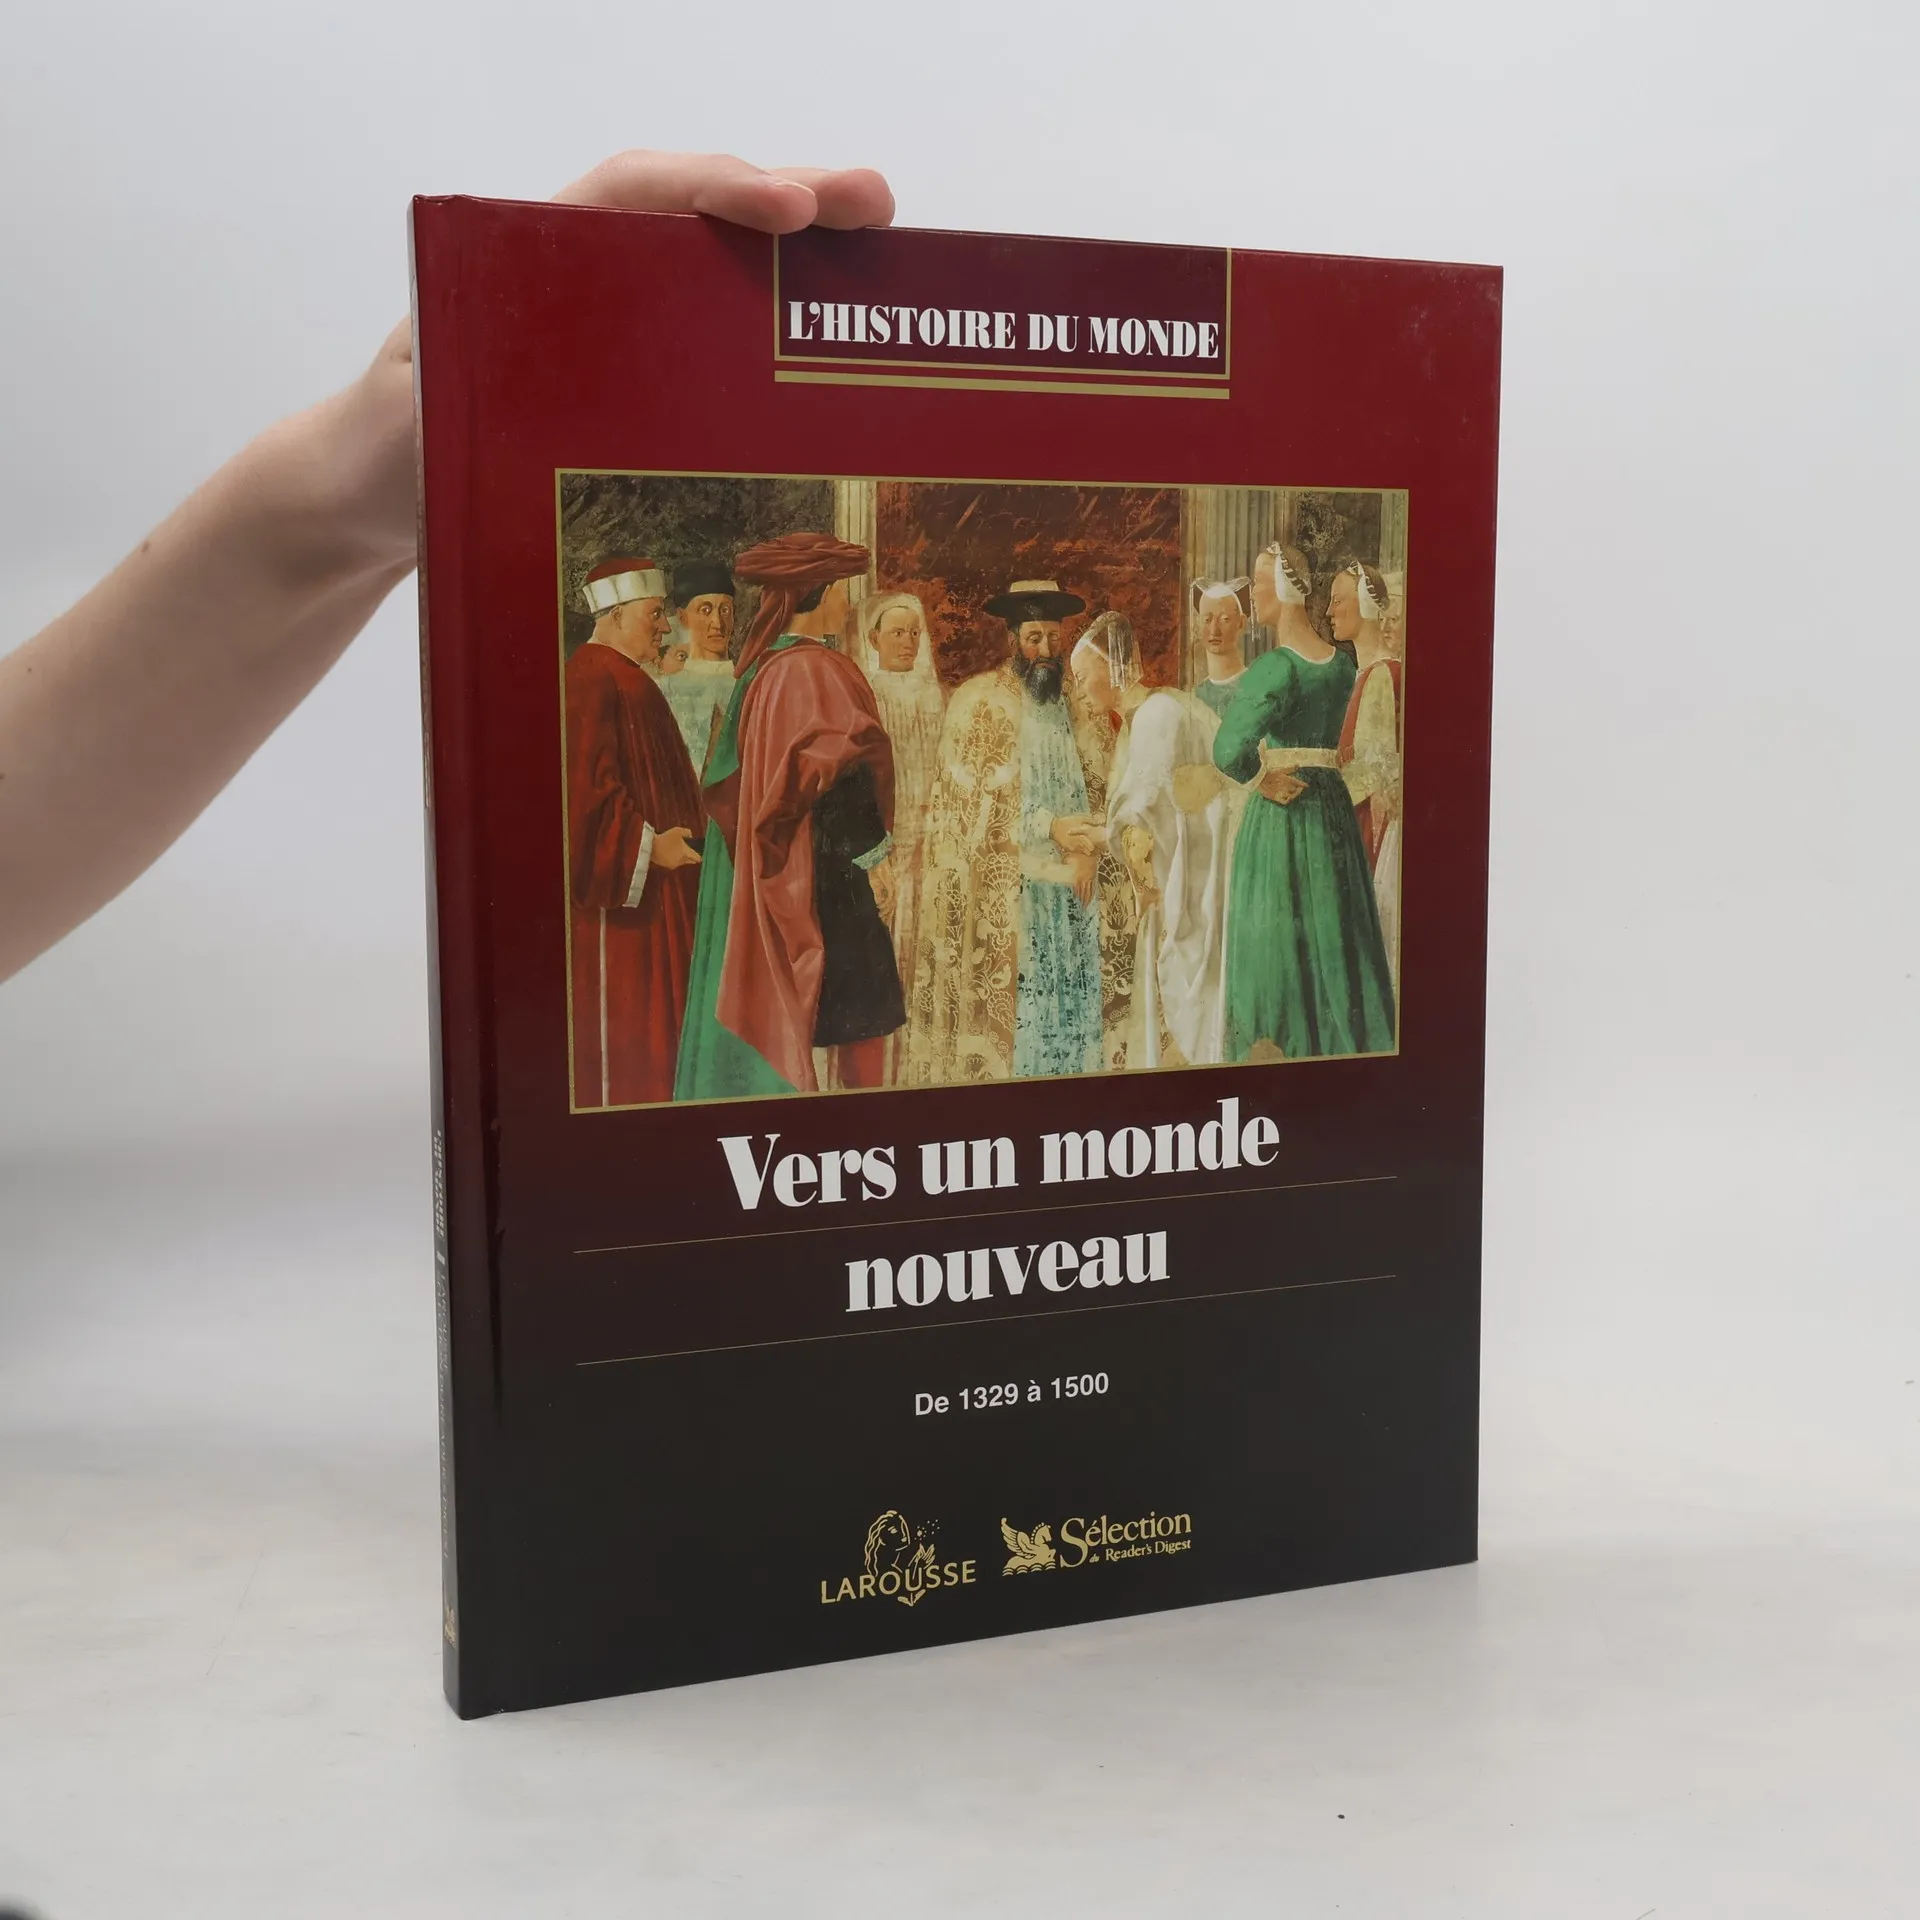 L'HISTOIRE DU MONDE
Vers un monde
nouveau
De 1329 à 1500
LAROUSSE
Sélection
du Reader's Digest